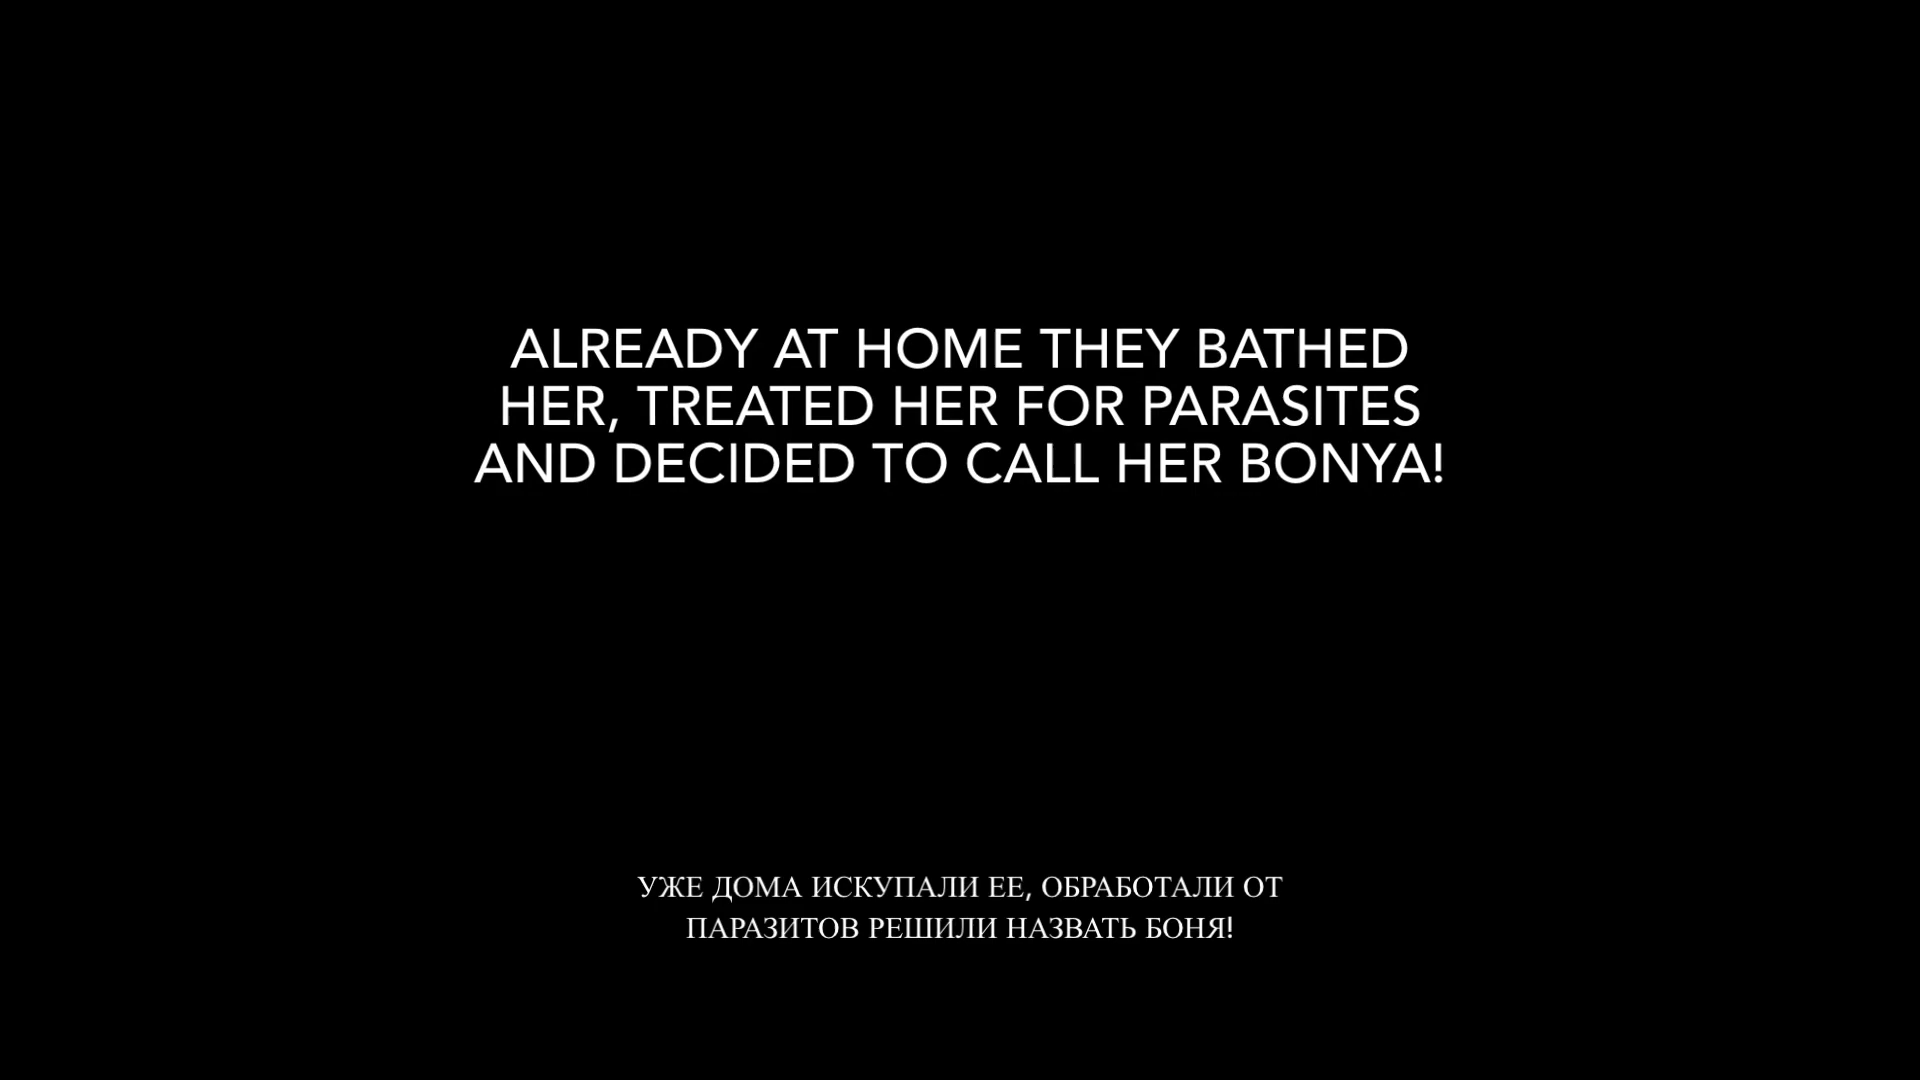 ALREADY AT HOME THEY BATHED
HER, TREATED HER FOR PARASITES
AND DECIDED TO CALL HER BONYA!
УЖЕ ДОМА ИСКУПАЛИ ЕЕ, ОБРАБОТАЛИ ОТ
ПАРАЗИТОВ РЕШИЛИ НАЗВАТЬ БОНЯ!